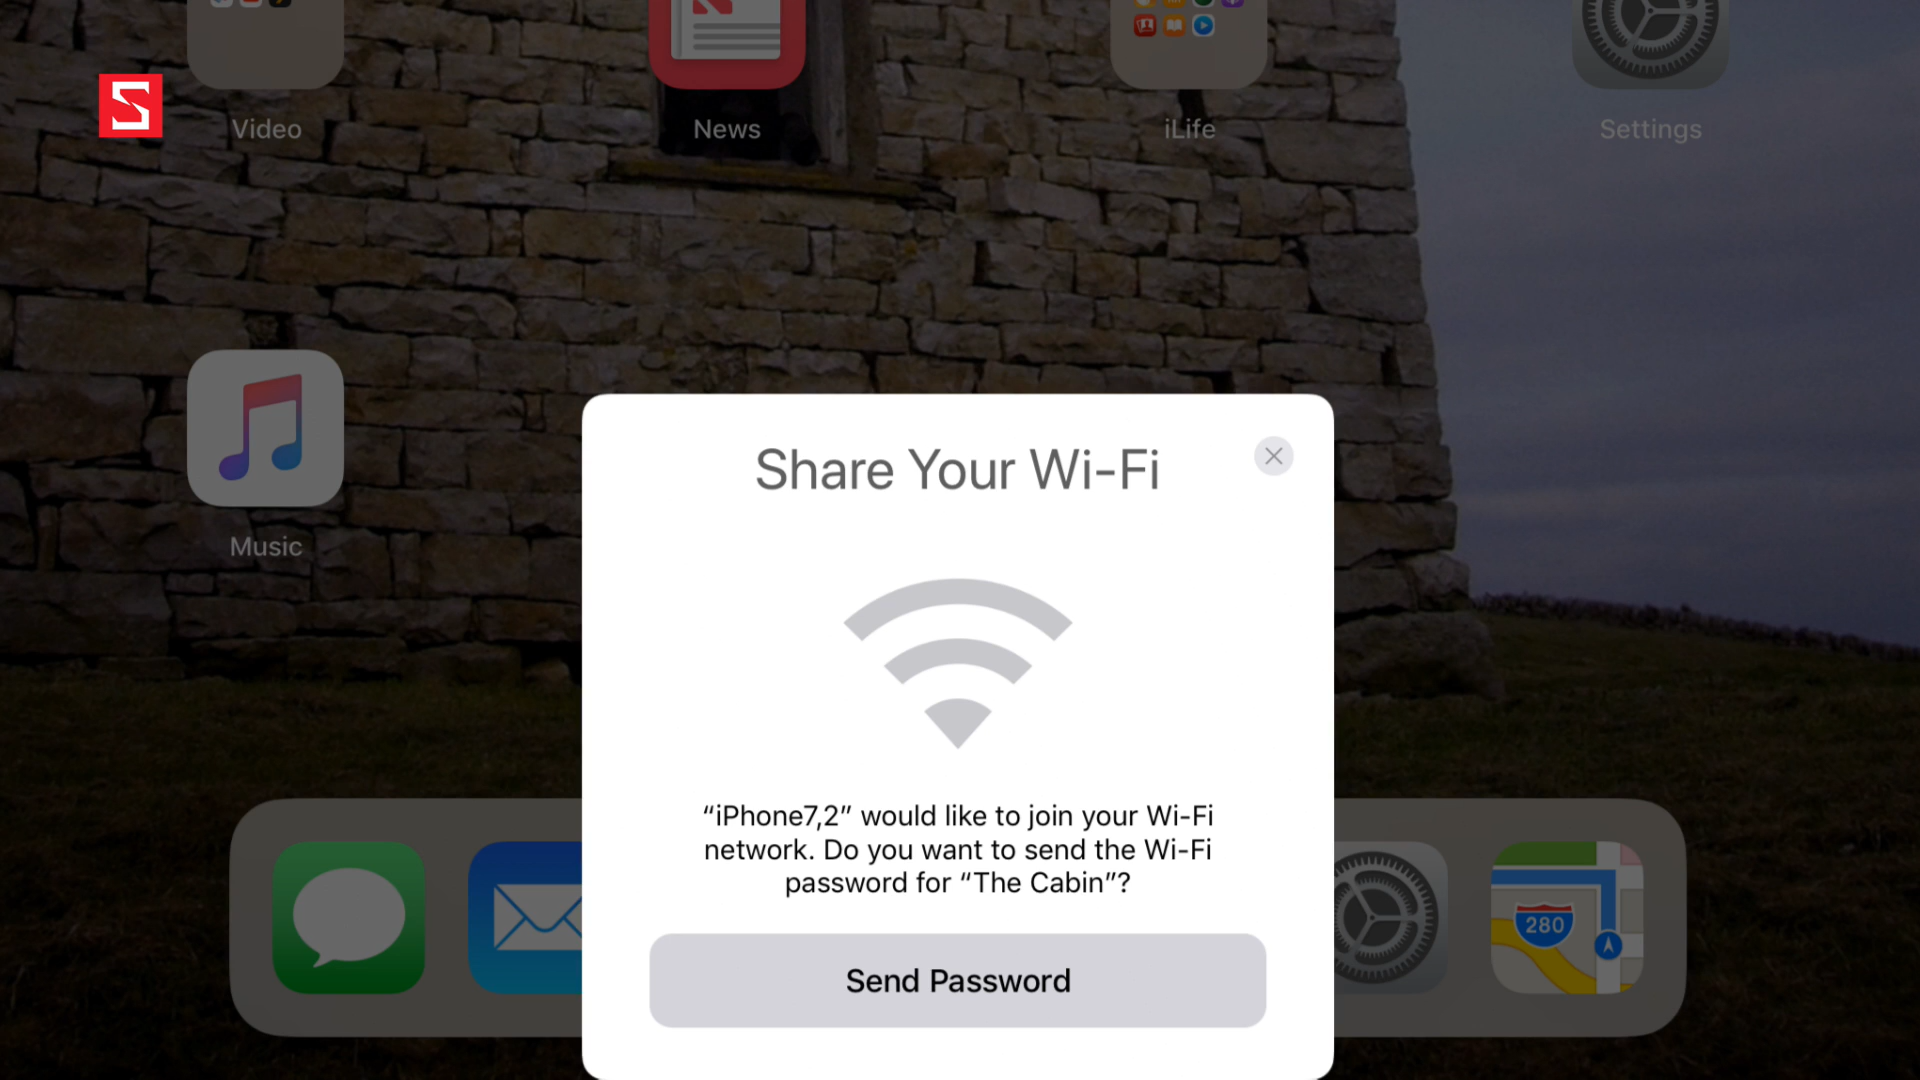 Video
News
iLife
Settings
Music
Share Your Wi-Fi
“iPhone7,2” would like to join your Wi-Fi
network. Do you want to send the Wi-Fi
password for “The Cabin”?
280
Send Password